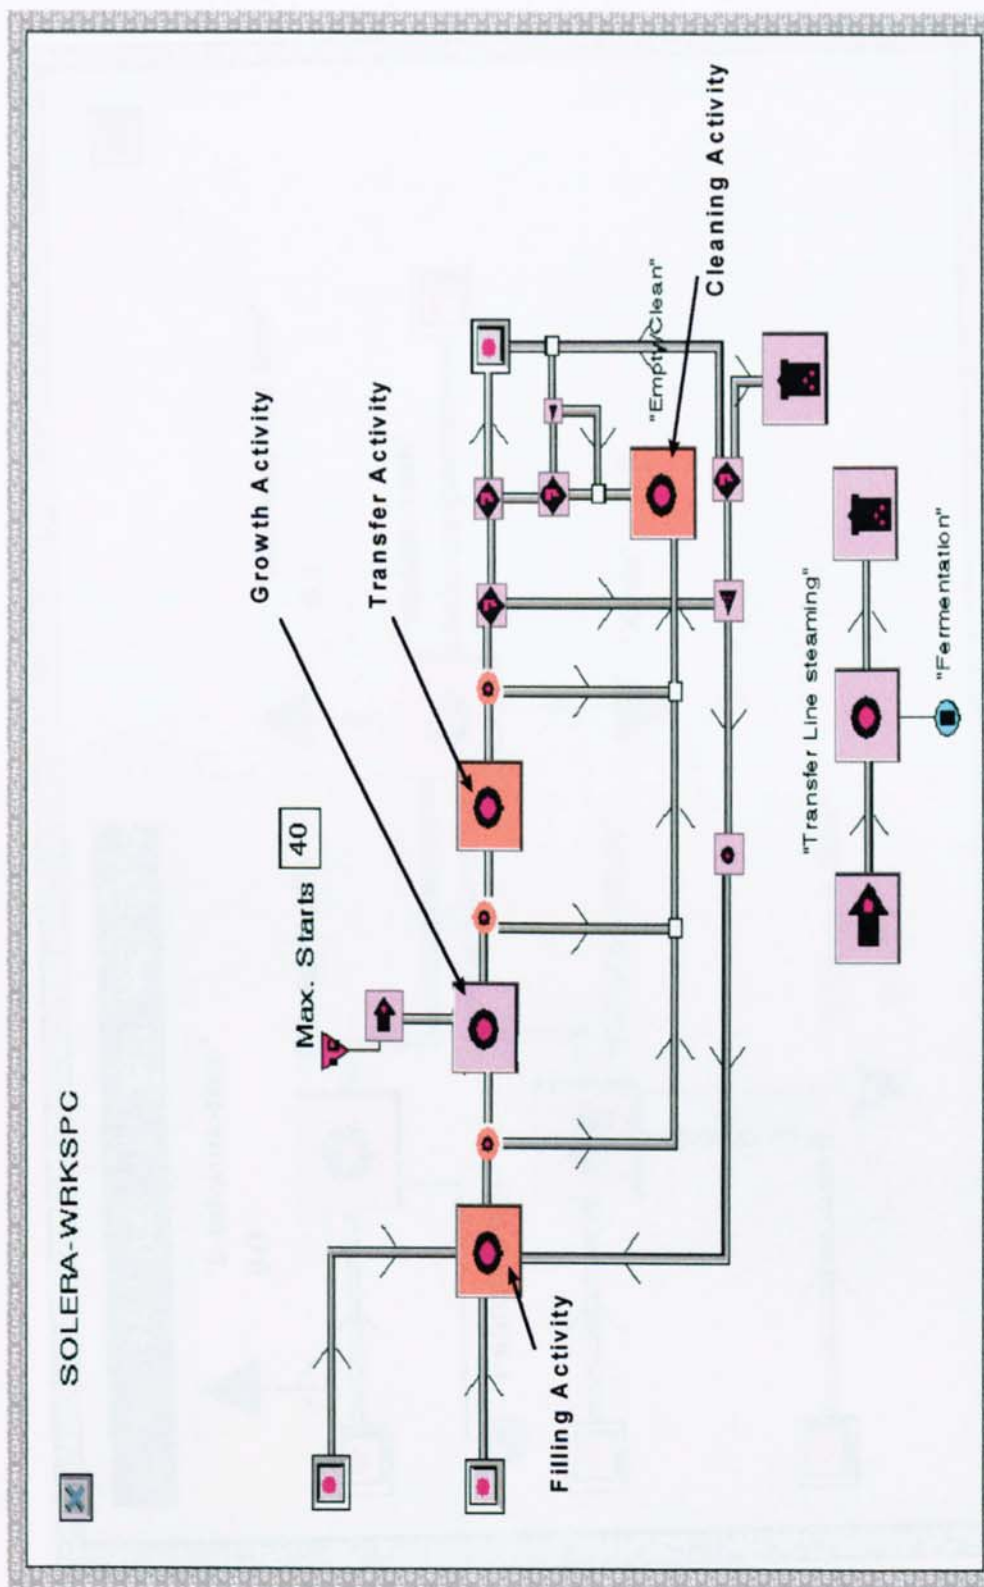 SOLERA-WRKSPC
Max. Starts 40
Growth Activity
Transfer Activity
"Empty/Clean"
Cleaning Activity
Filling Activity
"Transfer Line steaming"
"Fermentation"